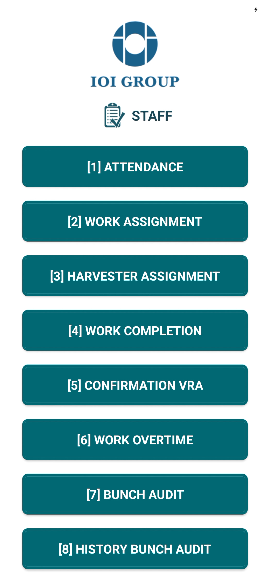 ,
IOI GROUP
STAFF
[1] ATTENDANCE
[2] WORK ASSIGNMENT
[3] HARVESTER ASSIGNMENT
[4] WORK COMPLETION
[5] CONFIRMATION VRA
[6] WORK OVERTIME
[7] BUNCH AUDIT
[8] HISTORY BUNCH AUDIT